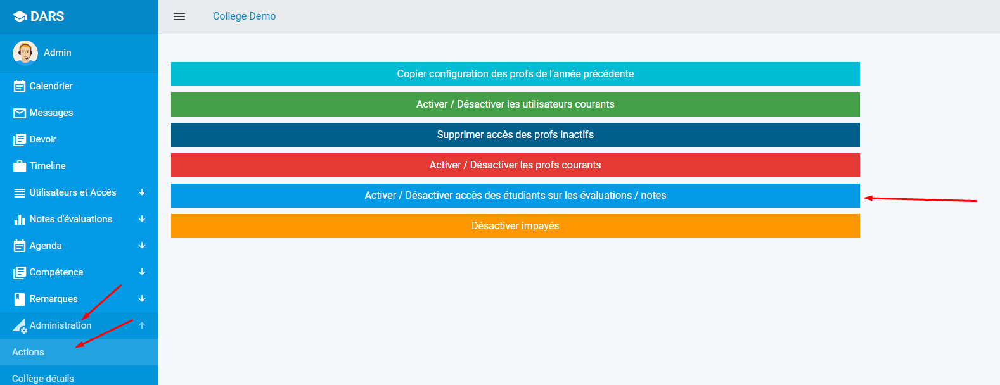 DARS
College Demo
Admin
Calendrier
Messages
Devoir
Timeline
Utilisateurs et Accès
Notes d'évaluations
Agenda
Compétence
Remarques
Administration
Actions
Collège détails
Copier configuration des profs de l'année précédente
Activer / Désactiver les utilisateurs courants
Supprimer accès des profs inactifs
Activer / Désactiver les profs courants
Activer / Désactiver accès des étudiants sur les évaluations / notes
Désactiver impayés